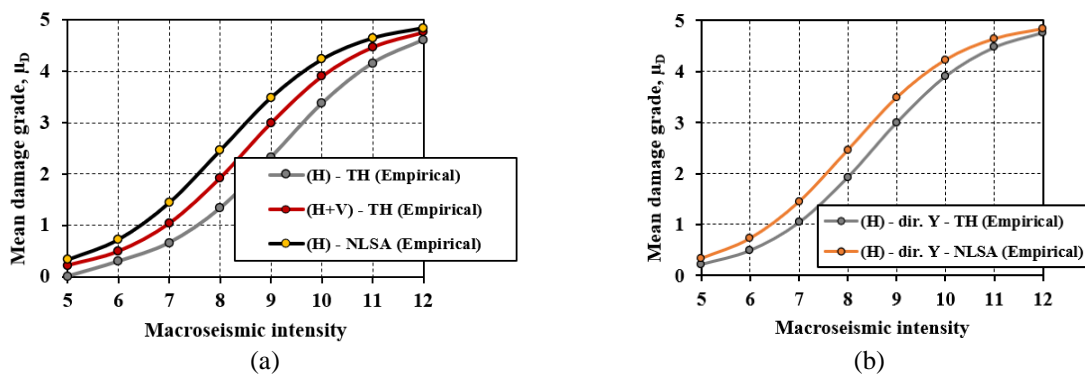 Mean damage grade, μD
5
4
3
2
1
0
(H) - TH (Empirical)
(H+V) - TH (Empirical)
(H) - NLSA (Empirical)
5 6 7 8 9 10 11 12
Macroseismic intensity
(a)
Mean damage grade, μD
5
4
3
2
1
0
(H) - dir. Y - TH (Empirical)
(H) - dir. Y - NLSA (Empirical)
5 6 7 8 9 10 11 12
Macroseismic intensity
(b)